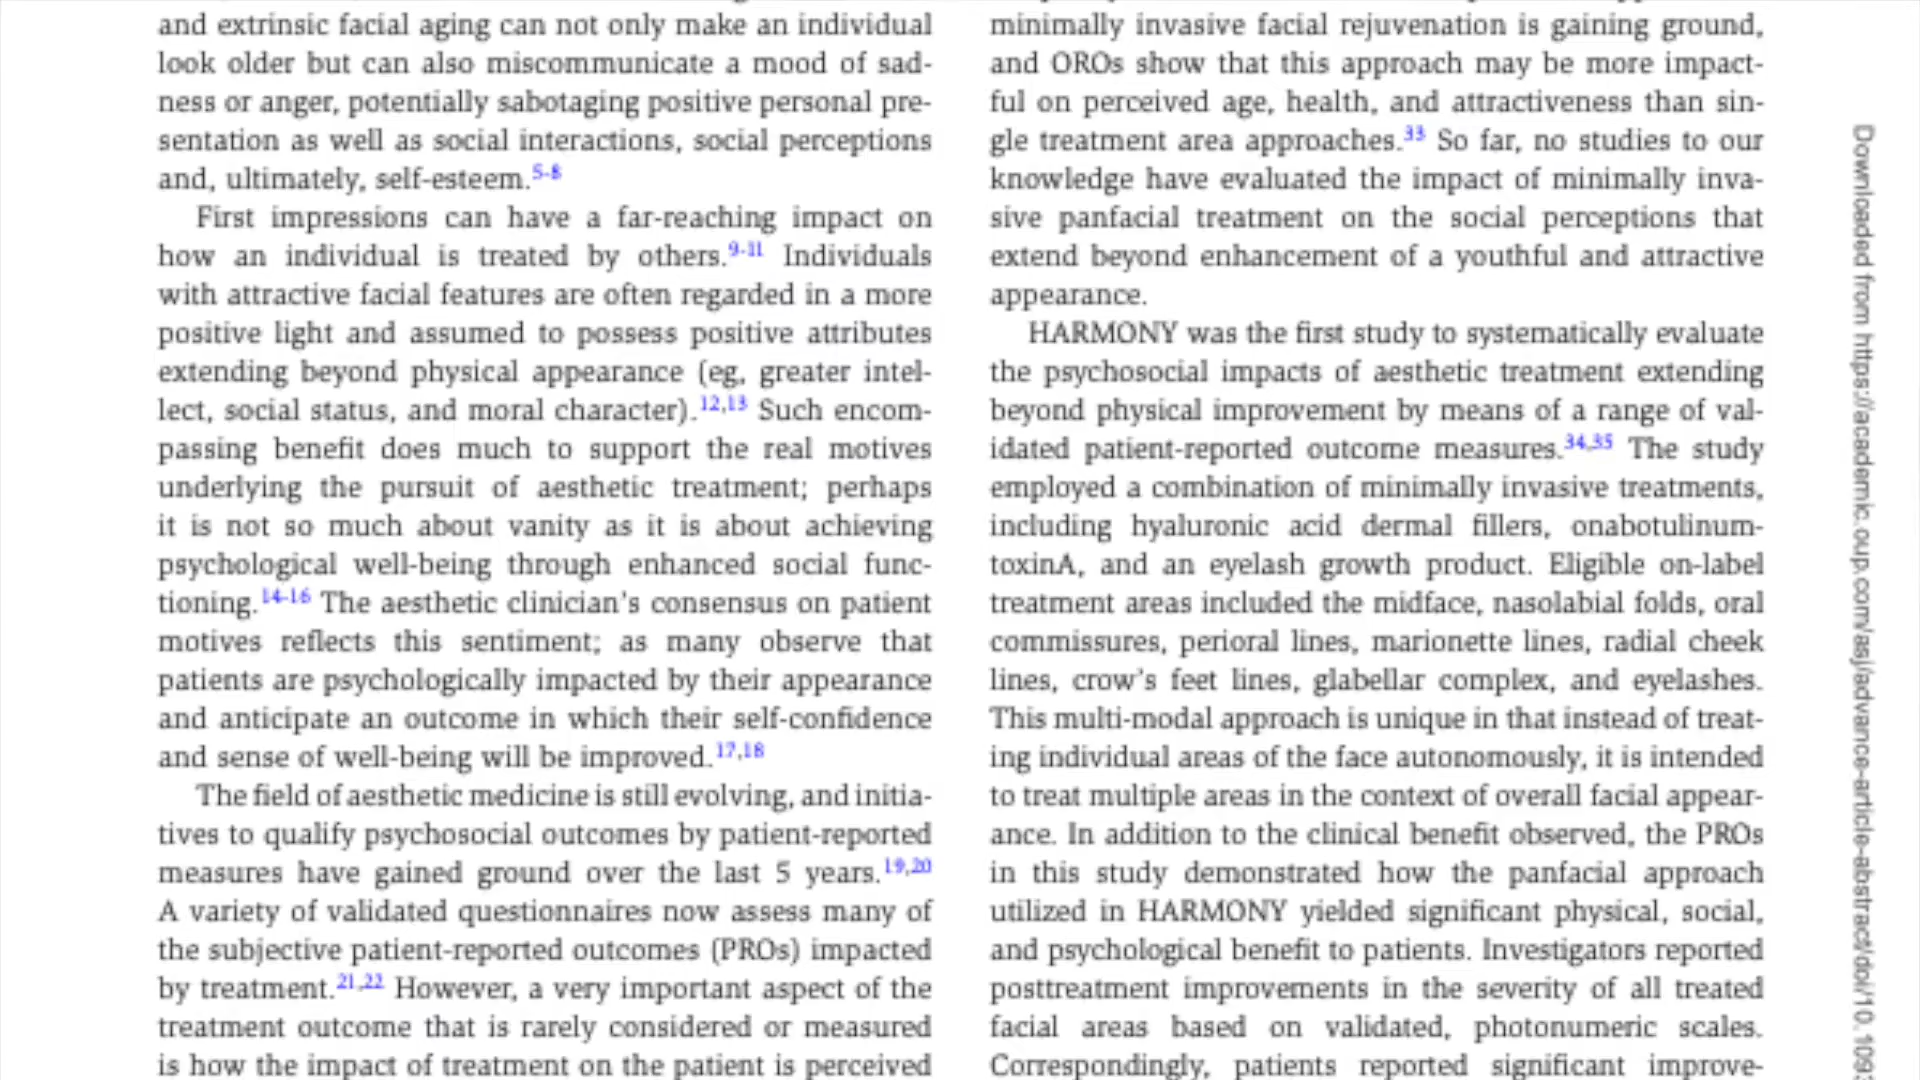 and extrinsic facial aging can not only make an individual
look older but can also miscommunicate a mood of sad-
ness or anger, potentially sabotaging positive personal pre-
sentation as well as social interactions, social perceptions
and, ultimately, self-esteem.5-8
First impressions can have a far-reaching impact on
how an individual is treated by others.9-11 Individuals
with attractive facial features are often regarded in a more
positive light and assumed to possess positive attributes
extending beyond physical appearance (eg, greater intel-
lect, social status, and moral character).12,13 Such encom-
passing benefit does much to support the real motives
underlying the pursuit of aesthetic treatment; perhaps
it is not so much about vanity as it is about achieving
psychological well-being through enhanced social func-
tioning.14-16 The aesthetic clinician's consensus on patient
motives reflects this sentiment; as many observe that
patients are psychologically impacted by their appearance
and anticipate an outcome in which their self-confidence
and sense of well-being will be improved.17,18
The field of aesthetic medicine is still evolving, and initia-
tives to qualify psychosocial outcomes by patient-reported
measures have gained ground over the last 5 years.19,20
A variety of validated questionnaires now assess many of
the subjective patient-reported outcomes (PROs) impacted
by treatment.21,22 However, a very important aspect of the
treatment outcome that is rarely considered or measured
is how the impact of treatment on the patient is perceived
minimally invasive facial rejuvenation is gaining ground,
and OROs show that this approach may be more impact-
ful on perceived age, health, and attractiveness than sin-
gle treatment area approaches.33 So far, no studies to our
knowledge have evaluated the impact of minimally inva-
sive panfacial treatment on the social perceptions that
extend beyond enhancement of a youthful and attractive
appearance.
HARMONY was the first study to systematically evaluate
the psychosocial impacts of aesthetic treatment extending
beyond physical improvement by means of a range of val-
idated patient-reported outcome measures.34,35 The study
employed a combination of minimally invasive treatments,
including hyaluronic acid dermal fillers, onabotulinum-
toxinA, and an eyelash growth product. Eligible on-label
treatment areas included the midface, nasolabial folds, oral
commissures, perioral lines, marionette lines, radial cheek
lines, crow's feet lines, glabellar complex, and eyelashes.
This multi-modal approach is unique in that instead of treat-
ing individual areas of the face autonomously, it is intended
to treat multiple areas in the context of overall facial appear-
ance. In addition to the clinical benefit observed, the PROs
in this study demonstrated how the panfacial approach
utilized in HARMONY yielded significant physical, social,
and psychological benefit to patients. Investigators reported
posttreatment improvements in the severity of all treated
facial areas based on validated, photonumeric scales.
Correspondingly, patients reported significant improve-
Downloaded from https://academic.oup.com/asj/advance-article-abstract/doi/10.109